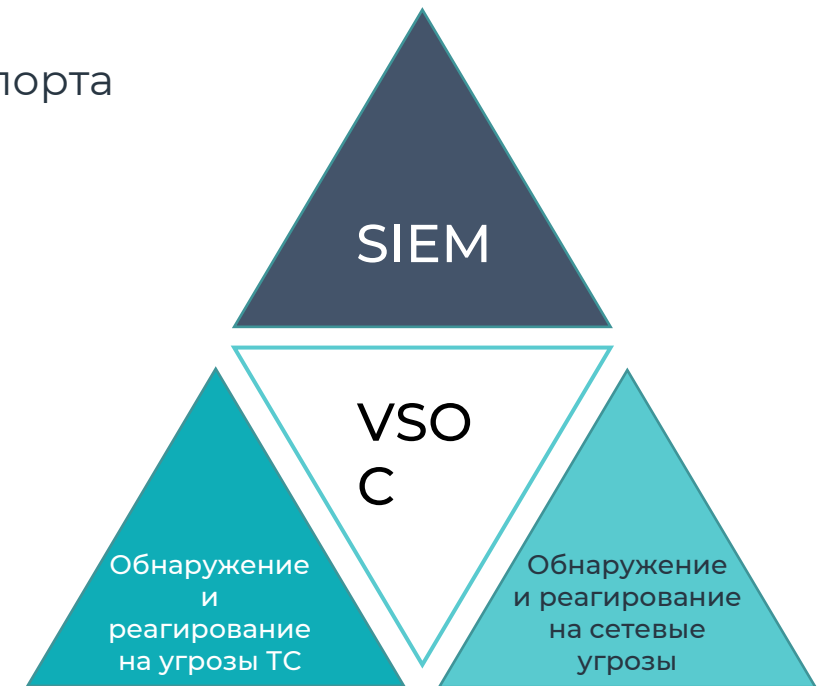 порта
SIEM
VSO
C
Обнаружение
и
реагирование
на угрозы ТС
Обнаружение
и реагирование
на сетевые
угрозы